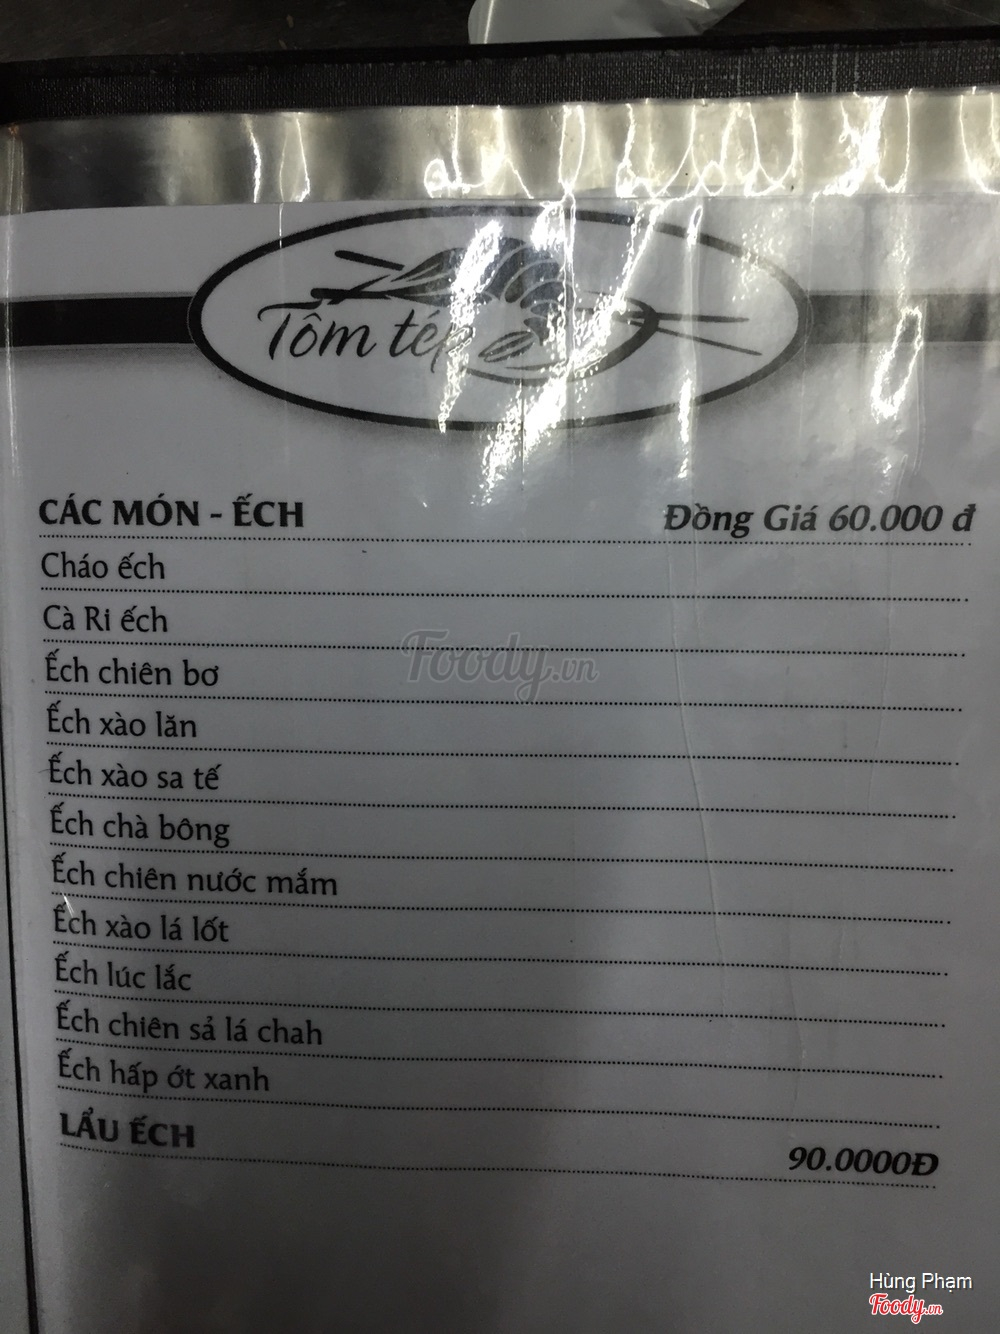 Tôm tép
CÁC MÓN - ẾCH Đồng Giá 60.000 đ
Cháo ếch
Cà Ri ếch
Ếch chiên bơ
Ếch xào lăn
Ếch xào sa tế
Ếch chà bông
Ếch chiên nước mắm
Ếch xào lá lốt
Ếch lúc lắc
Ếch chiên sả lá chah
Ếch hấp ớt xanh
LẨU ẾCH 90.0000Đ
Foody.vn
Hùng Phạm
Foody.vn